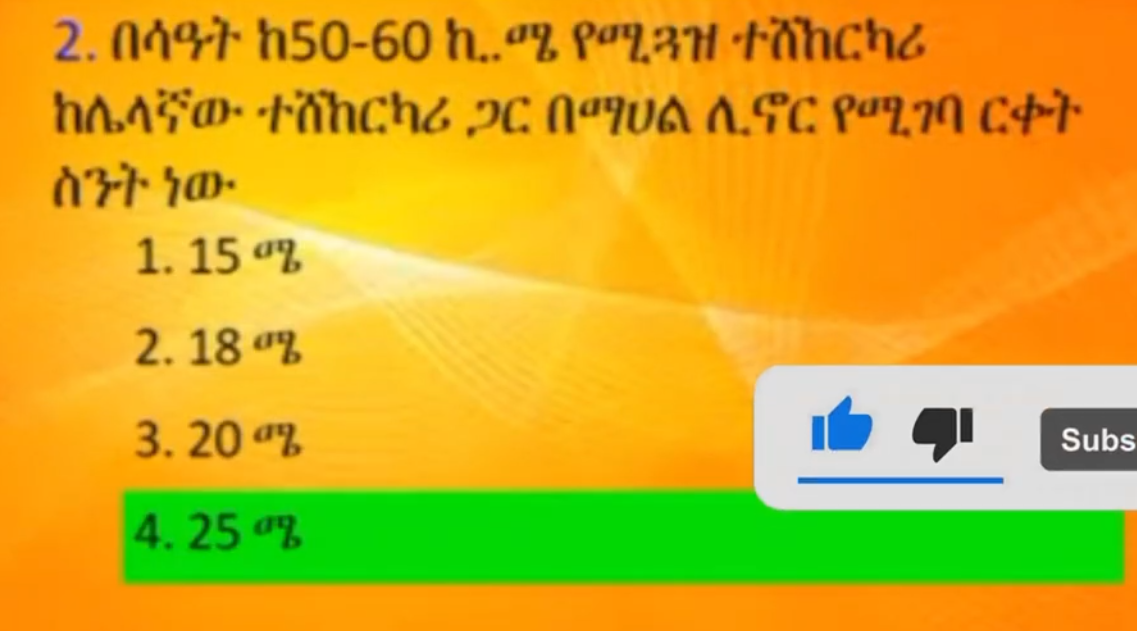 2. በሳዓት ከ50-60 ኪ..ሜ የሚጓዝ ተሽከርካሪ
ከሌላኛው ተሽከርካሪ ጋር በማሀል ሊኖር የሚገባ ርቀት
ስንት ነው
1. 15 ሜ
2. 18 ሜ
3. 20 ሜ
4. 25 ሜ
Subs